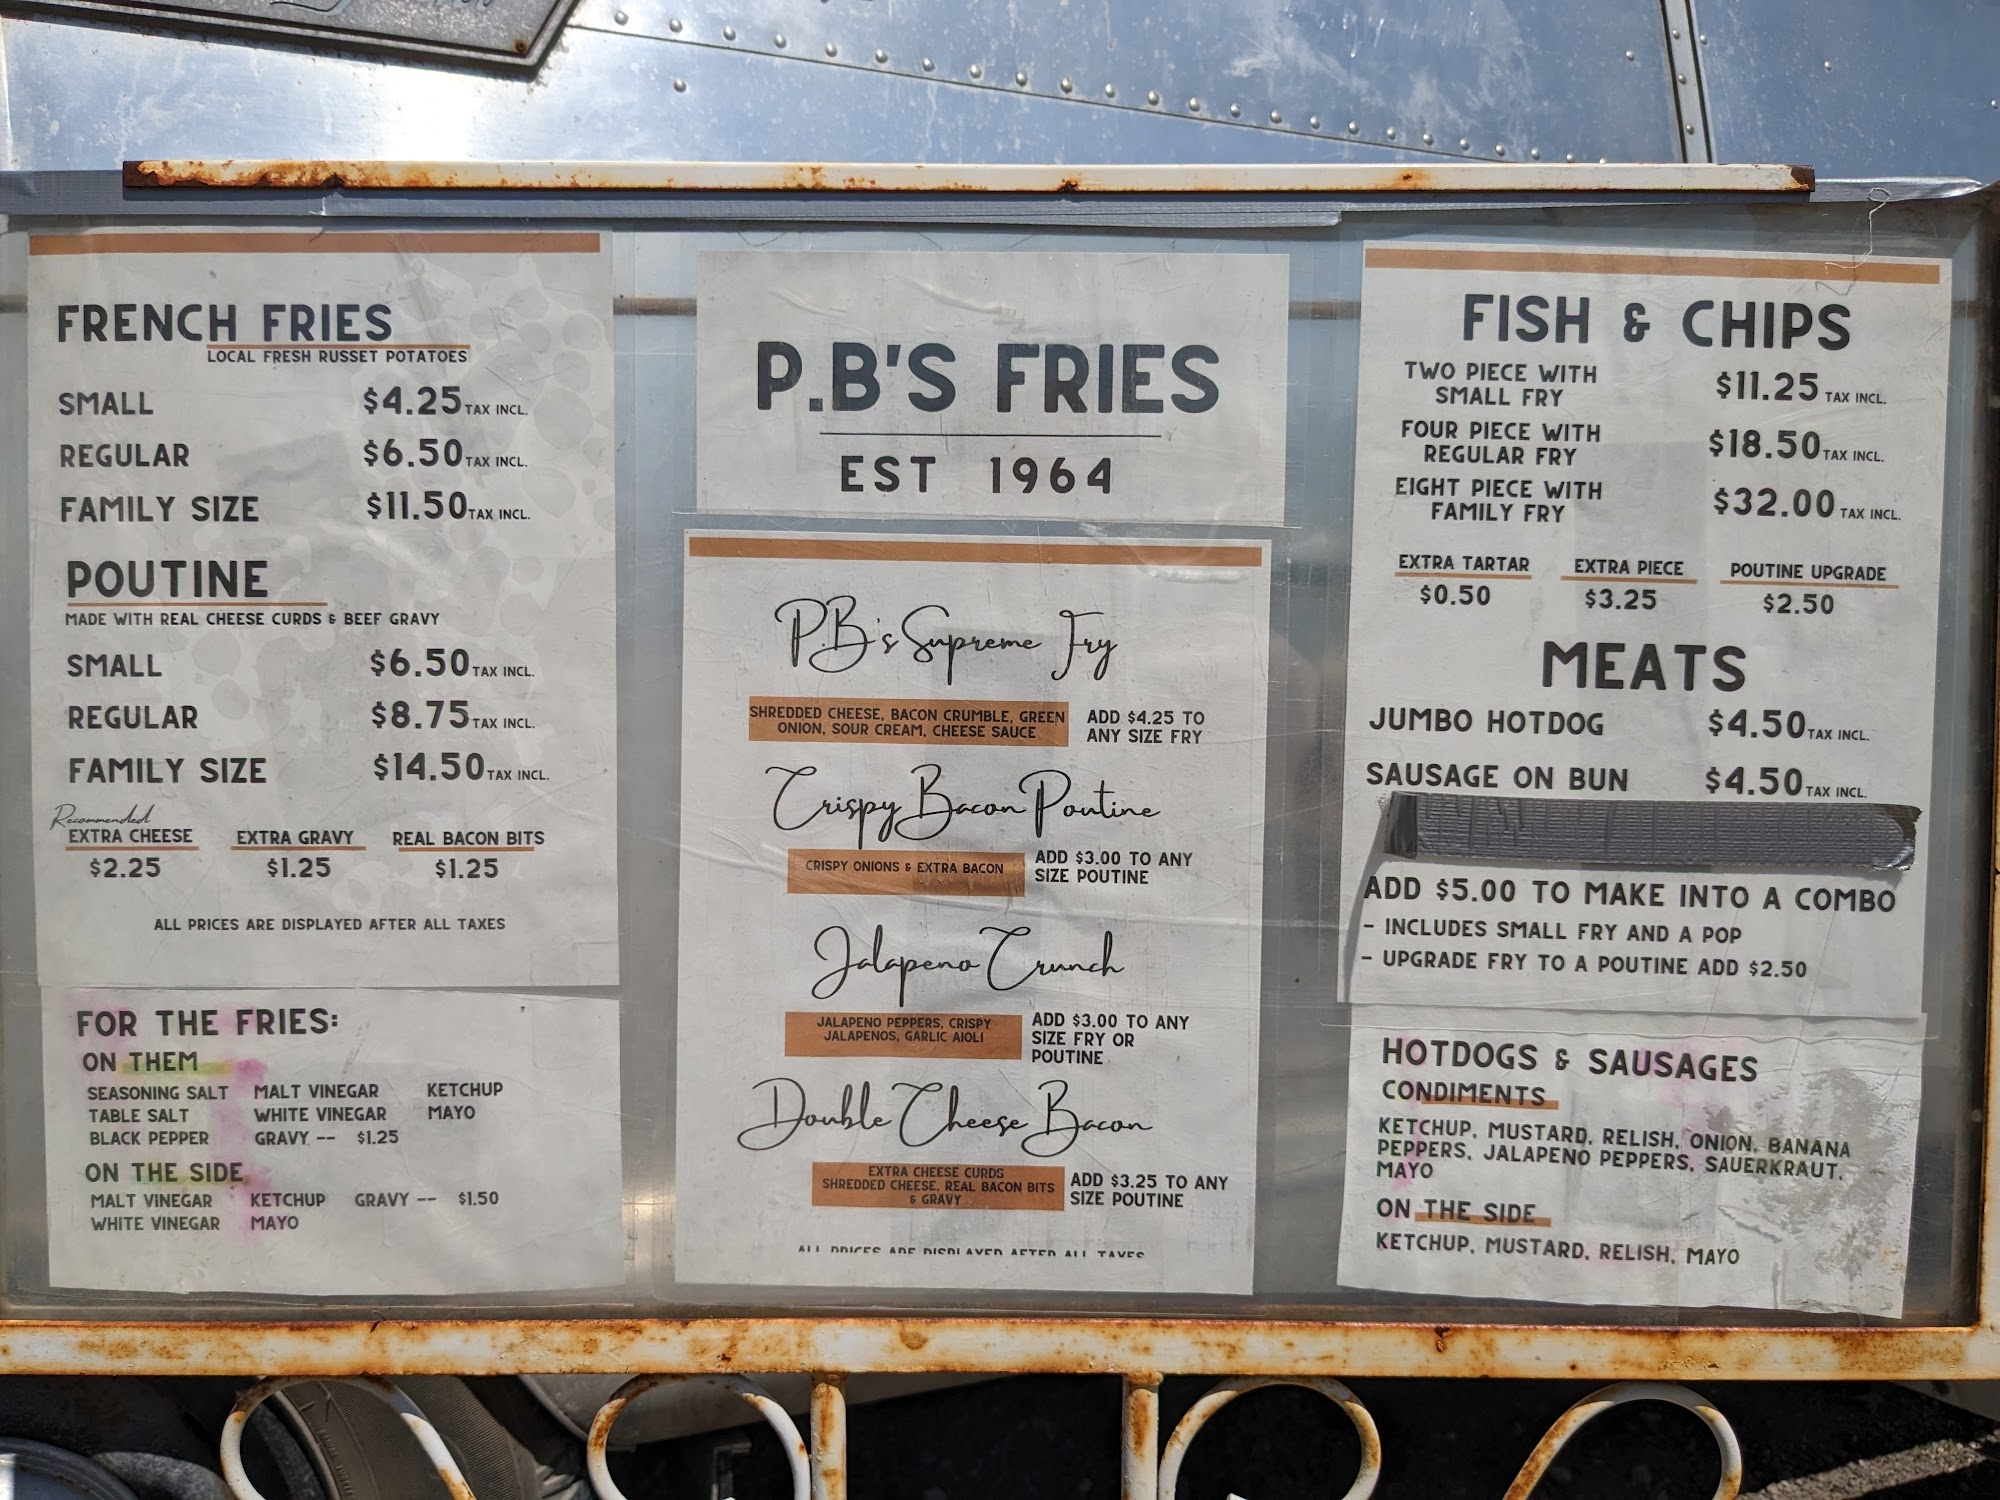 FRENCH FRIES
LOCAL FRESH RUSSET POTATOES
SMALL $4.25 TAX INCL.
REGULAR $6.50 TAX INCL.
FAMILY SIZE $11.50 TAX INCL.
POUTINE
MADE WITH REAL CHEESE CURDS & BEEF GRAVY
SMALL $6.50 TAX INCL.
REGULAR $8.75 TAX INCL.
FAMILY SIZE $14.50 TAX INCL.
Recommended
EXTRA CHEESE EXTRA GRAVY REAL BACON BITS
$2.25 $1.25 $1.25
ALL PRICES ARE DISPLAYED AFTER ALL TAXES
FOR THE FRIES:
ON THEM
SEASONING SALT MALT VINEGAR KETCHUP
TABLE SALT WHITE VINEGAR MAYO
BLACK PEPPER GRAVY -- $1.25
ON THE SIDE
MALT VINEGAR KETCHUP GRAVY -- $1.50
WHITE VINEGAR MAYO
P.B'S FRIES
EST 1964
P.B's Supreme Fry
SHREDDED CHEESE, BACON CRUMBLE, GREEN
ONION, SOUR CREAM, CHEESE SAUCE
ADD $4.25 TO
ANY SIZE FRY
Crispy Bacon Poutine
CRISPY ONIONS & EXTRA BACON
ADD $3.00 TO ANY
SIZE POUTINE
Jalapeno Crunch
JALAPENO PEPPERS, CRISPY
JALAPENOS, GARLIC AIOLI
ADD $3.00 TO ANY
SIZE FRY OR
POUTINE
Double Cheese Bacon
EXTRA CHEESE CURDS
SHREDDED CHEESE, REAL BACON BITS
& GRAVY
ADD $3.25 TO ANY
SIZE POUTINE
ALL PRICES ARE DISPLAYED AFTER ALL TAXES
FISH & CHIPS
TWO PIECE WITH
SMALL FRY
$11.25 TAX INCL.
FOUR PIECE WITH
REGULAR FRY
$18.50 TAX INCL.
EIGHT PIECE WITH
FAMILY FRY
$32.00 TAX INCL.
EXTRA TARTAR EXTRA PIECE POUTINE UPGRADE
$0.50 $3.25 $2.50
MEATS
JUMBO HOTDOG $4.50 TAX INCL.
SAUSAGE ON BUN $4.50 TAX INCL.
ADD $5.00 TO MAKE INTO A COMBO
- INCLUDES SMALL FRY AND A POP
- UPGRADE FRY TO A POUTINE ADD $2.50
HOTDOGS & SAUSAGES
CONDIMENTS
KETCHUP, MUSTARD, RELISH, ONION, BANANA
PEPPERS, JALAPENO PEPPERS, SAUERKRAUT,
MAYO
ON THE SIDE
KETCHUP, MUSTARD, RELISH, MAYO